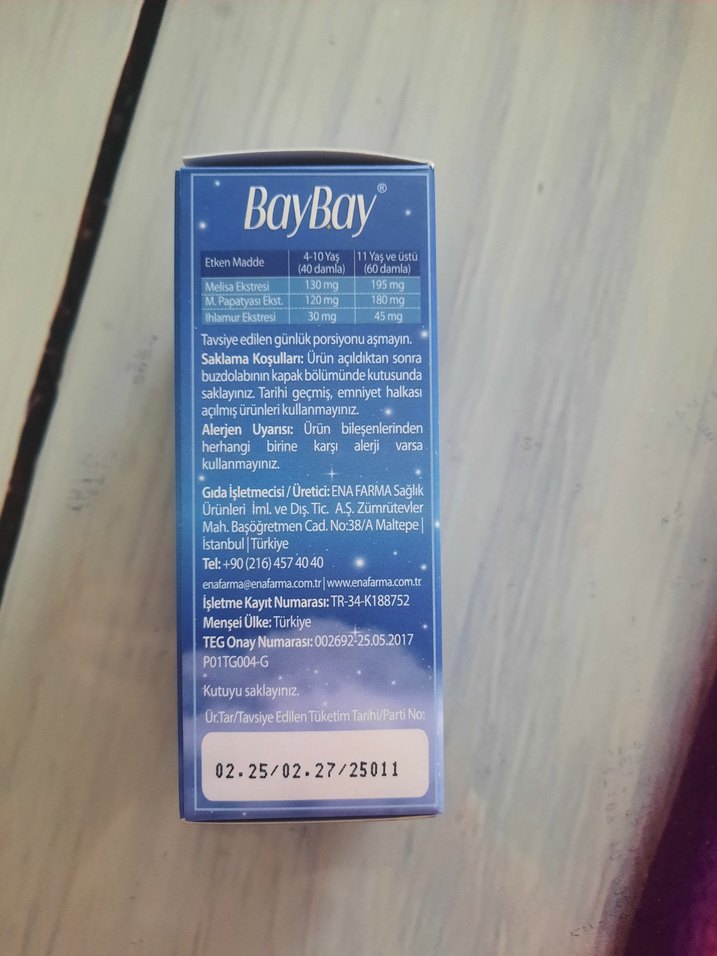 BayBay®
Etken Madde 4-10 Yaş (40 damla) 11 Yaş ve üstü (60 damla)
Melisa Ekstresi 130 mg 195 mg
M. Papatyası Ekst. 120 mg 180 mg
Ihlamur Ekstresi 30 mg 45 mg
Tavsiye edilen günlük porsiyonu aşmayın.
Saklama Koşulları: Ürün açıldıktan sonra
buzdolabının kapak bölümünde kutusunda
saklayınız. Tarihi geçmiş, emniyet halkası
açılmış ürünleri kullanmayınız.
Alerjen Uyarısı: Ürün bileşenlerinden
herhangi birine karşı alerji varsa
kullanmayınız.
Gıda İşletmecisi / Üretici: ENA FARMA Sağlık
Ürünleri İml. ve Dış. Tic. A.Ş. Zümrütevler
Mah. Başöğretmen Cad. No:38/A Maltepe |
İstanbul | Türkiye
Tel: +90 (216) 457 40 40
enafarma@enafarma.com.tr | www.enafarma.com.tr
İşletme Kayıt Numarası: TR-34-K188752
Menşei Ülke: Türkiye
TEG Onay Numarası: 002692-25.05.2017
P01TG004-G
Kutuyu saklayınız.
Ür.Tar/Tavsiye Edilen Tüketim Tarihi/Parti No:
02.25/02.27/25011